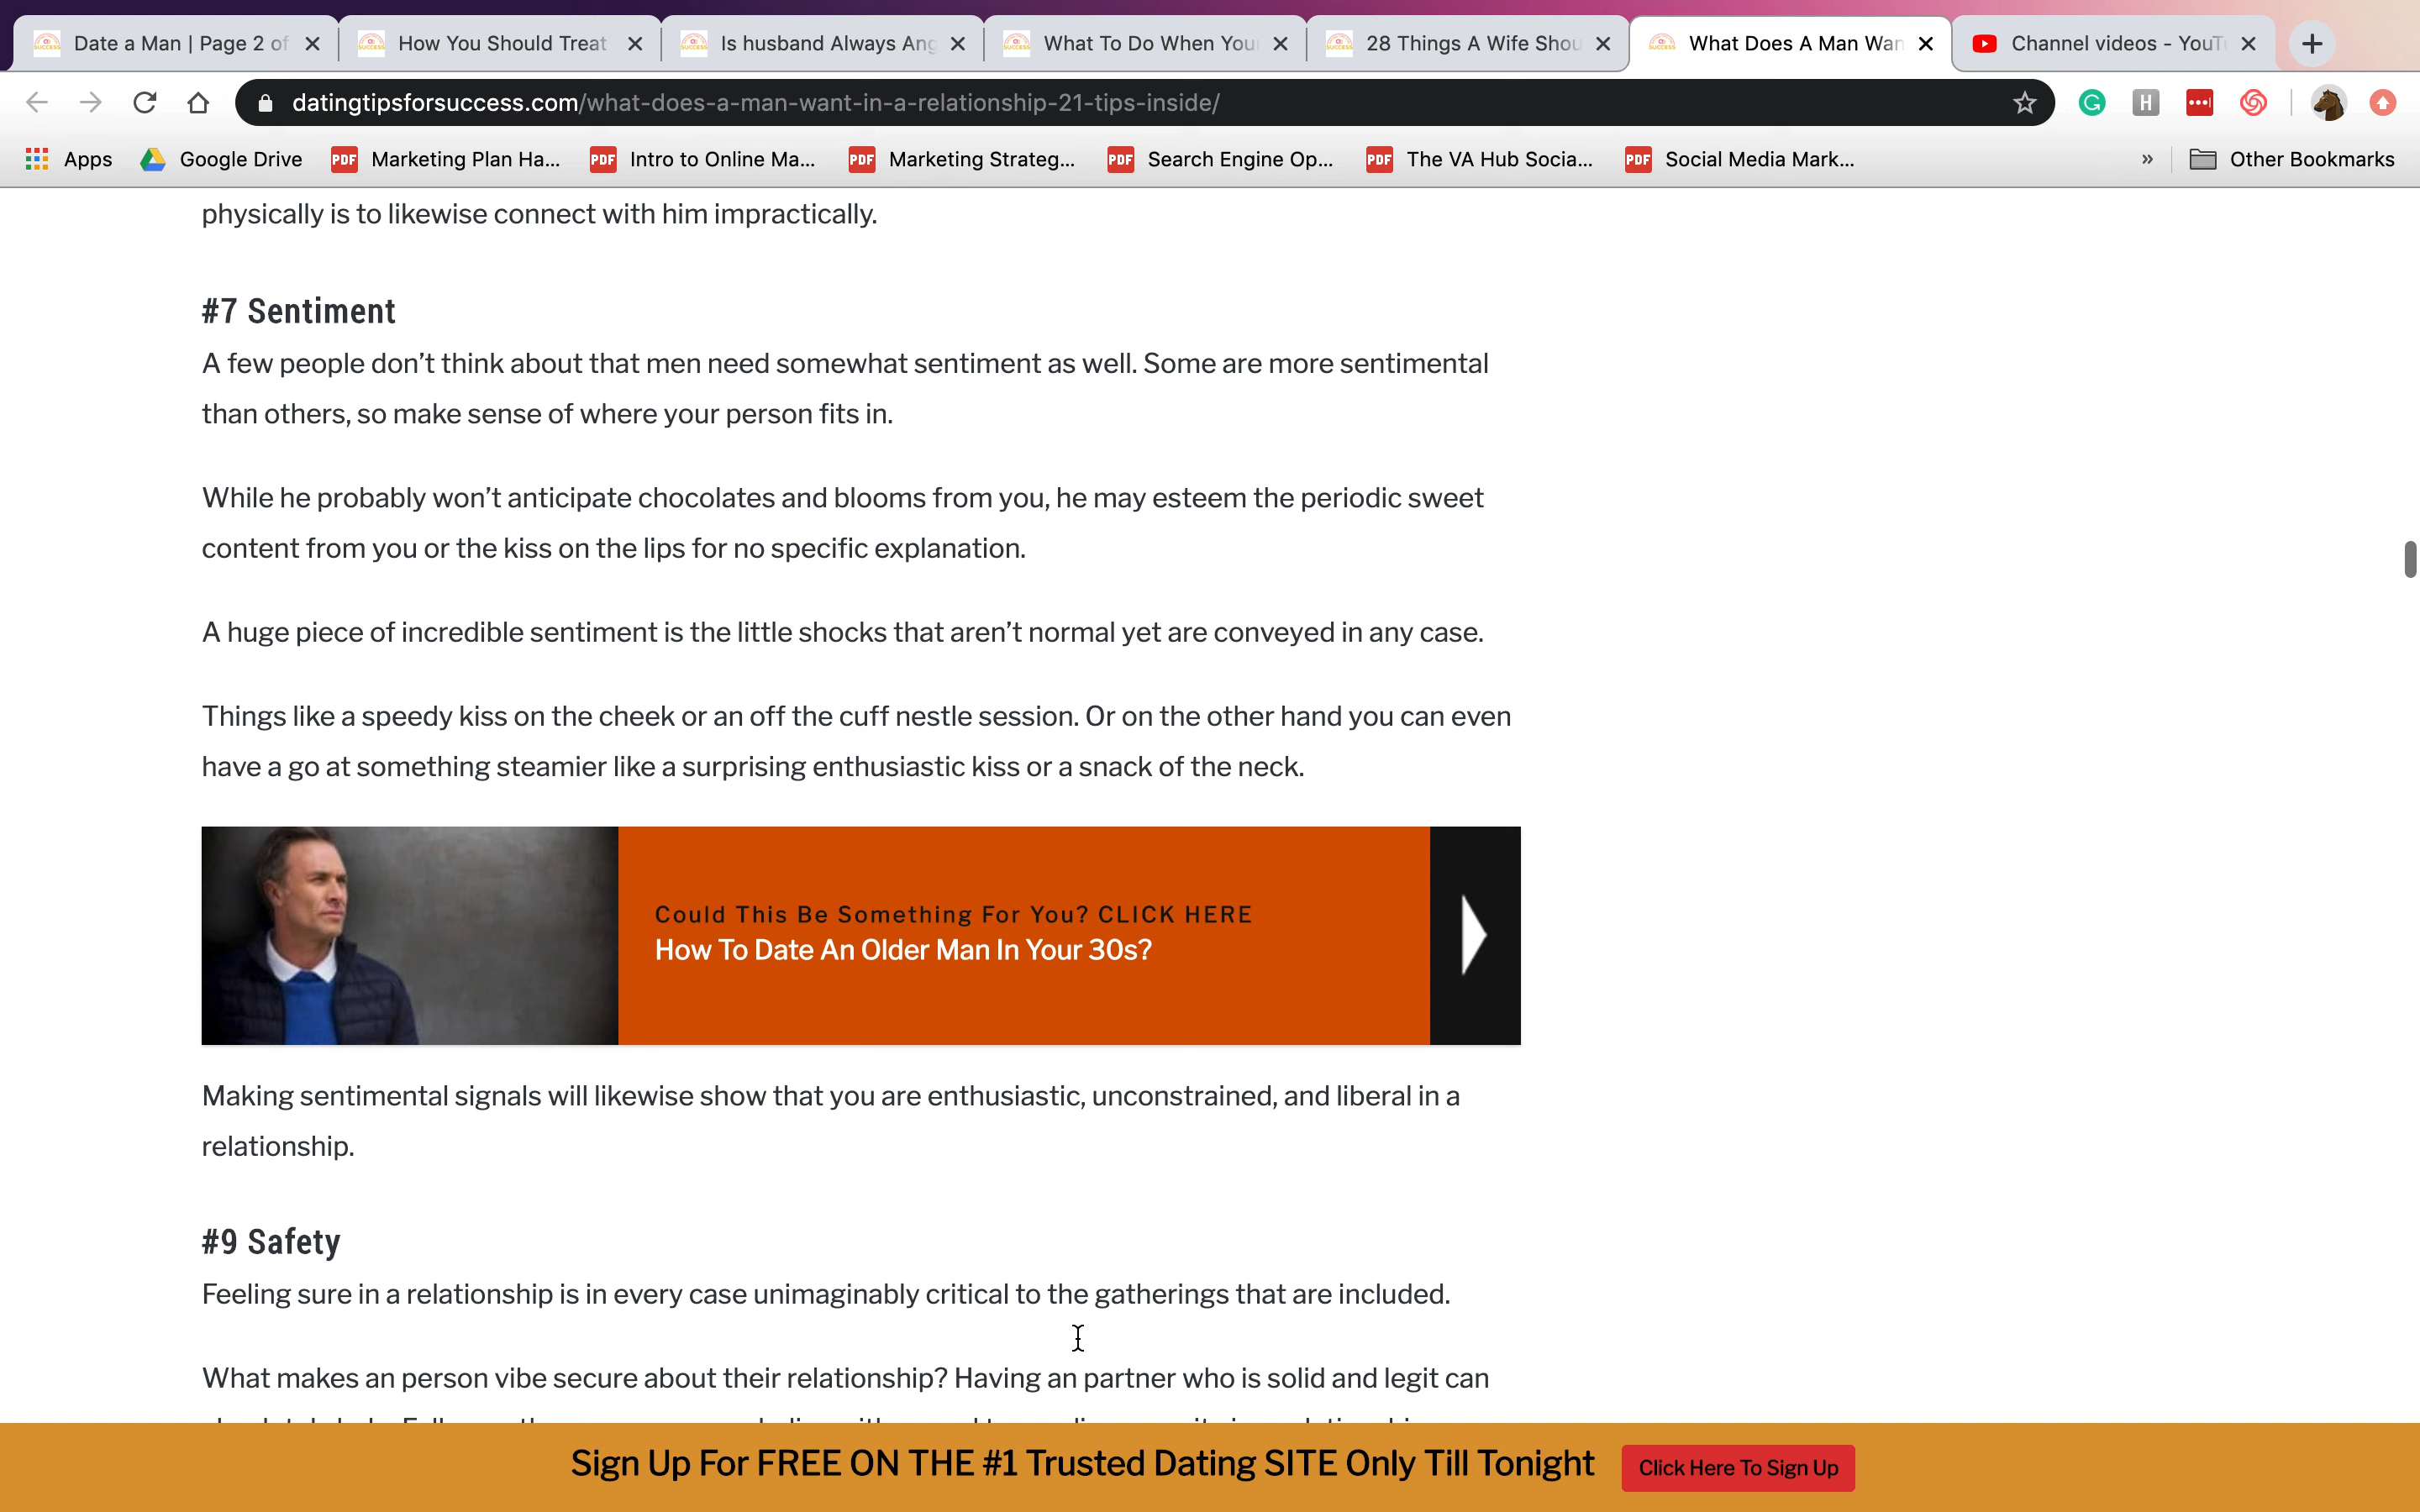 Date a Man | Page 2 of
How You Should Treat
Is husband Always Ang
What To Do When You
28 Things A Wife Shou
What Does A Man Wan
Channel videos - YouT
datingtipsforsuccess.com/what-does-a-man-want-in-a-relationship-21-tips-inside/
Apps
Google Drive
PDF Marketing Plan Ha...
PDF Intro to Online Ma...
PDF Marketing Strateg...
PDF Search Engine Op...
PDF The VA Hub Socia...
PDF Social Media Mark...
»
Other Bookmarks
physically is to likewise connect with him impractically.
#7 Sentiment
A few people don’t think about that men need somewhat sentiment as well. Some are more sentimental
than others, so make sense of where your person fits in.
While he probably won’t anticipate chocolates and blooms from you, he may esteem the periodic sweet
content from you or the kiss on the lips for no specific explanation.
A huge piece of incredible sentiment is the little shocks that aren’t normal yet are conveyed in any case.
Things like a speedy kiss on the cheek or an off the cuff nestle session. Or on the other hand you can even
have a go at something steamier like a surprising enthusiastic kiss or a snack of the neck.
Could This Be Something For You? CLICK HERE
How To Date An Older Man In Your 30s?
Making sentimental signals will likewise show that you are enthusiastic, unconstrained, and liberal in a
relationship.
#9 Safety
Feeling sure in a relationship is in every case unimaginably critical to the gatherings that are included.
What makes an person vibe secure about their relationship? Having an partner who is solid and legit can
Sign Up For FREE ON THE #1 Trusted Dating SITE Only Till Tonight
Click Here To Sign Up